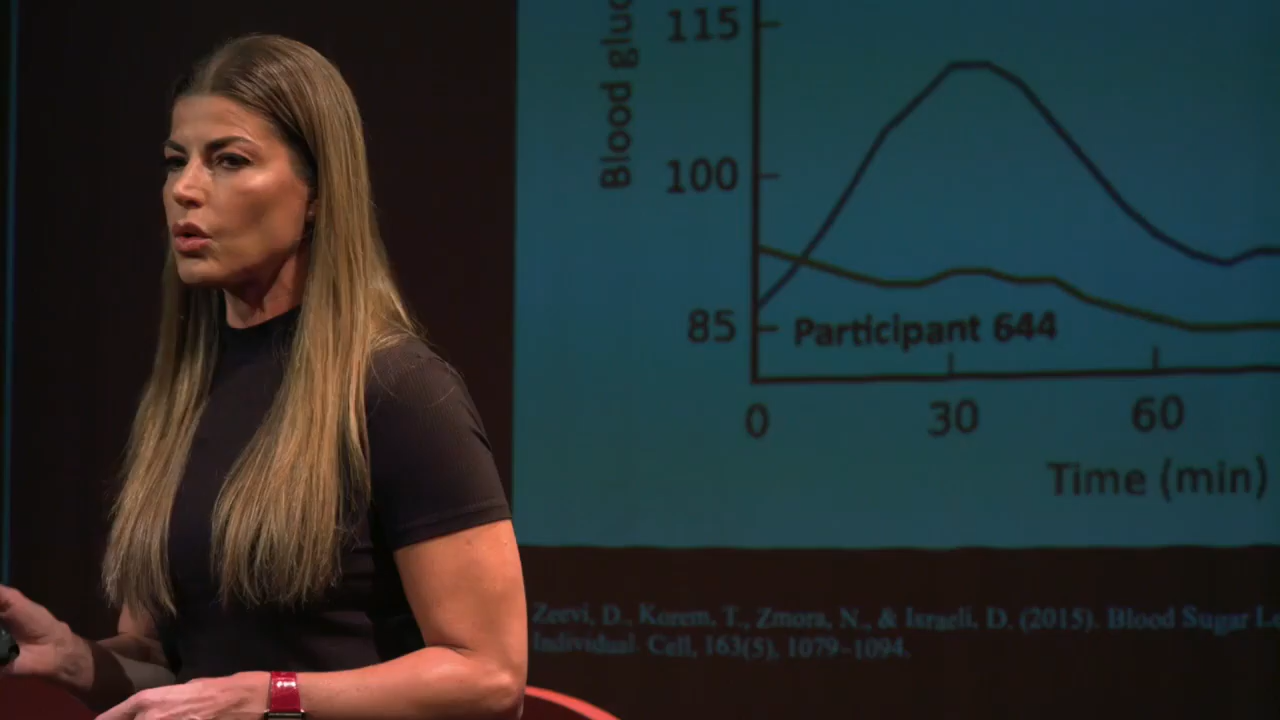 115
Blood gluc
100
85
Participant 644
0 30 60
Time (min)
Zeevi, D., Korem, T., Zmora, N., & Israeli, D. (2015). Blood Sugar Le
Individual. Cell, 163(5), 1079-1094.